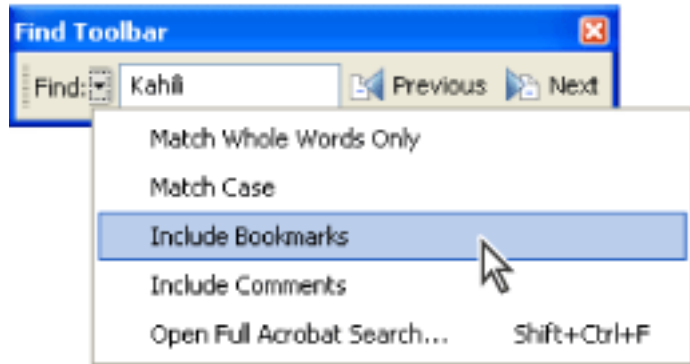 Find Toolbar
Find: Kahili Previous Next
Match Whole Words Only
Match Case
Include Bookmarks
Include Comments
Open Full Acrobat Search... Shift+Ctrl+F